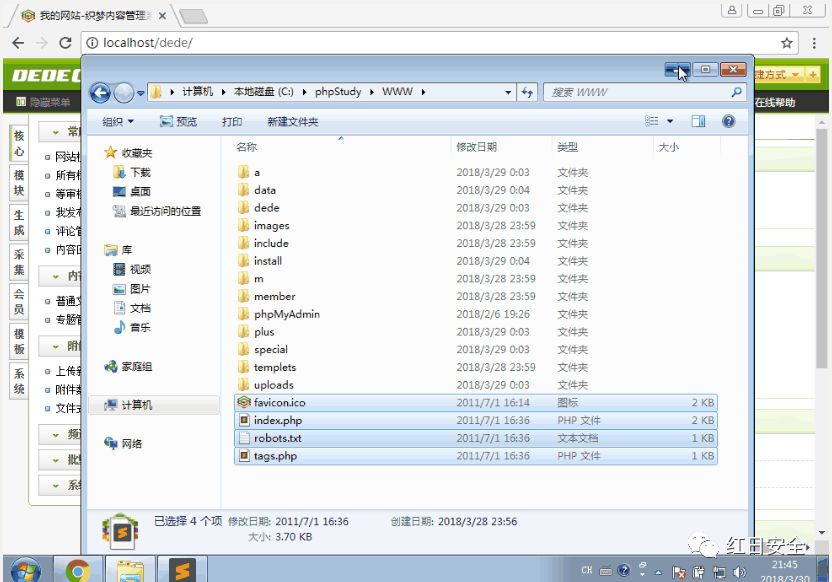 我的网站-织梦内容管理
localhost/dede/
DEDEC
隐藏菜单
建方式
在线帮助
计算机 本地磁盘 (C:) phpStudy WWW
搜索 WWW
组织 预览 打印 新建文件夹
名称 修改日期 类型 大小
收藏夹
下载
桌面
最近访问的位置
库
视频
图片
文档
音乐
家庭组
计算机
网络
a 2018/3/29 0:03 文件夹
data 2018/3/29 0:04 文件夹
dede 2018/3/29 0:03 文件夹
images 2018/3/28 23:59 文件夹
include 2018/3/28 23:59 文件夹
install 2018/3/29 0:04 文件夹
m 2018/3/28 23:59 文件夹
member 2018/3/28 23:59 文件夹
phpMyAdmin 2018/2/6 19:26 文件夹
plus 2018/3/29 0:03 文件夹
special 2018/3/29 0:03 文件夹
templets 2018/3/28 23:59 文件夹
uploads 2018/3/29 0:03 文件夹
favicon.ico 2011/7/1 16:14 图标 2 KB
index.php 2011/7/1 16:36 PHP 文件 2 KB
robots.txt 2011/7/1 16:36 文本文档 1 KB
tags.php 2011/7/1 16:36 PHP 文件 1 KB
核心
模块
生成
采集
会员
模板
系统
常
网站栏
所有
等审核
我发布
评论管
内容回
内
普通文
专题管
附
上传新
附件数
文件式
频
批
系
已选择 4 个项 修改日期: 2011/7/1 16:36 创建日期: 2018/3/28 23:56
大小: 3.70 KB
红日安全
CH
21:45
2018/3/30